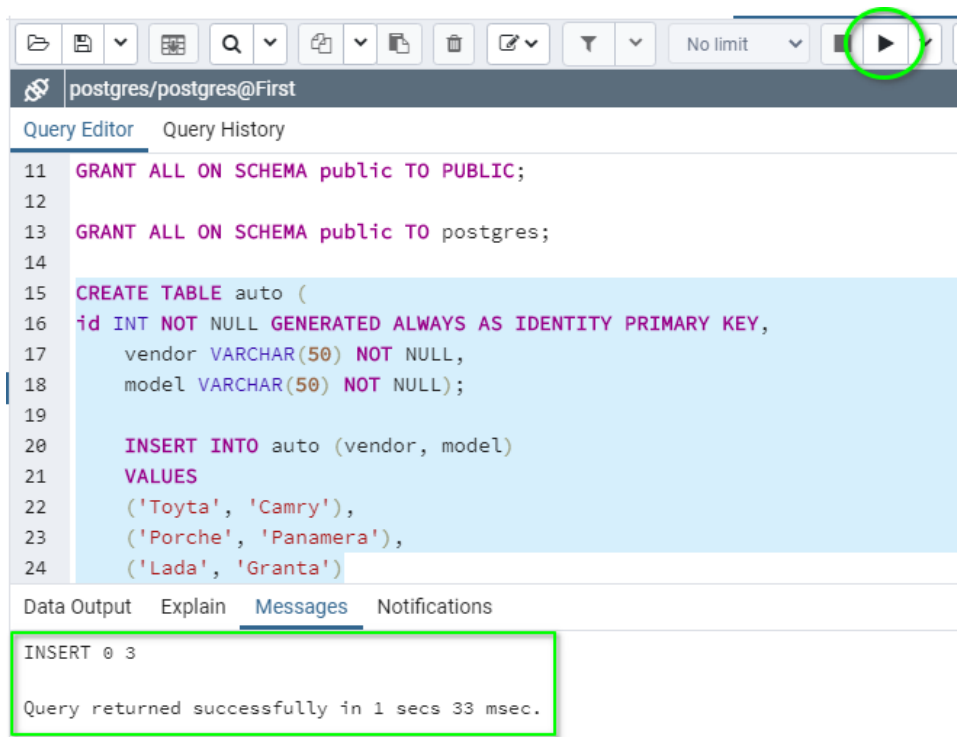 No limit
postgres/postgres@First
Query Editor Query History
11 GRANT ALL ON SCHEMA public TO PUBLIC;
12
13 GRANT ALL ON SCHEMA public TO postgres;
14
15 CREATE TABLE auto (
16 id INT NOT NULL GENERATED ALWAYS AS IDENTITY PRIMARY KEY,
17 vendor VARCHAR(50) NOT NULL,
18 model VARCHAR(50) NOT NULL);
19
20 INSERT INTO auto (vendor, model)
21 VALUES
22 ('Toyta', 'Camry'),
23 ('Porche', 'Panamera'),
24 ('Lada', 'Granta')
Data Output Explain Messages Notifications
INSERT 0 3
Query returned successfully in 1 secs 33 msec.